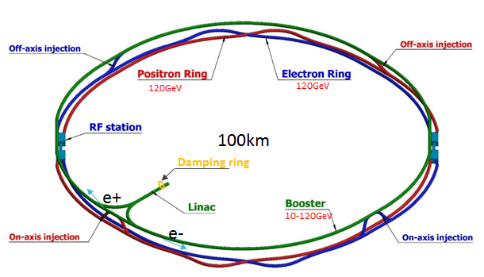 Off-axis injection
Off-axis injection
Positron Ring
Electron Ring
120GeV
120GeV
RF station
100km
Damping ring
e+
Linac
Booster
10-120GeV
e-
On-axis injection
On-axis injection